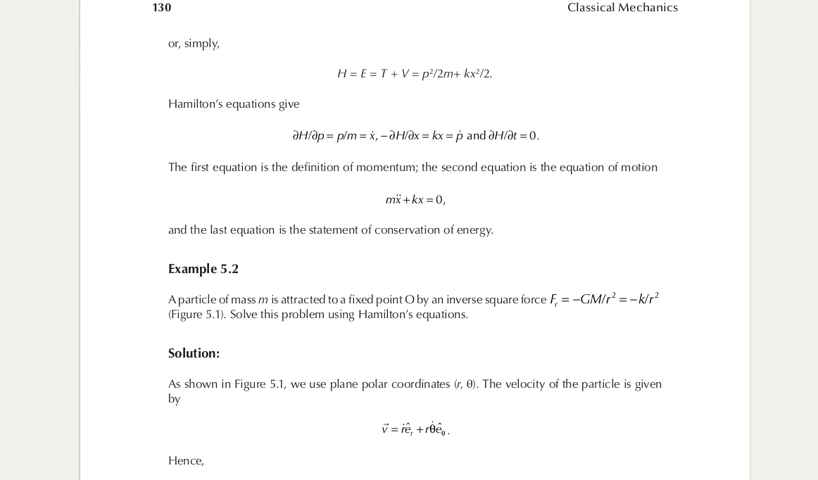 130 Classical Mechanics
or, simply,
H = E = T + V = p²/2m+ kx²/2.
Hamilton's equations give
∂H/∂p = p/m = ẋ, −∂H/∂x = kx = ṗ and ∂H/∂t = 0.
The first equation is the definition of momentum; the second equation is the equation of motion
mẍ + kx = 0,
and the last equation is the statement of conservation of energy.
Example 5.2
A particle of mass m is attracted to a fixed point O by an inverse square force Fᵣ = −GM/r² = −k/r²
(Figure 5.1). Solve this problem using Hamilton's equations.
Solution:
As shown in Figure 5.1, we use plane polar coordinates (r, θ). The velocity of the particle is given
by
v⃗ = ṙêᵣ + rθ̇ê_θ.
Hence,